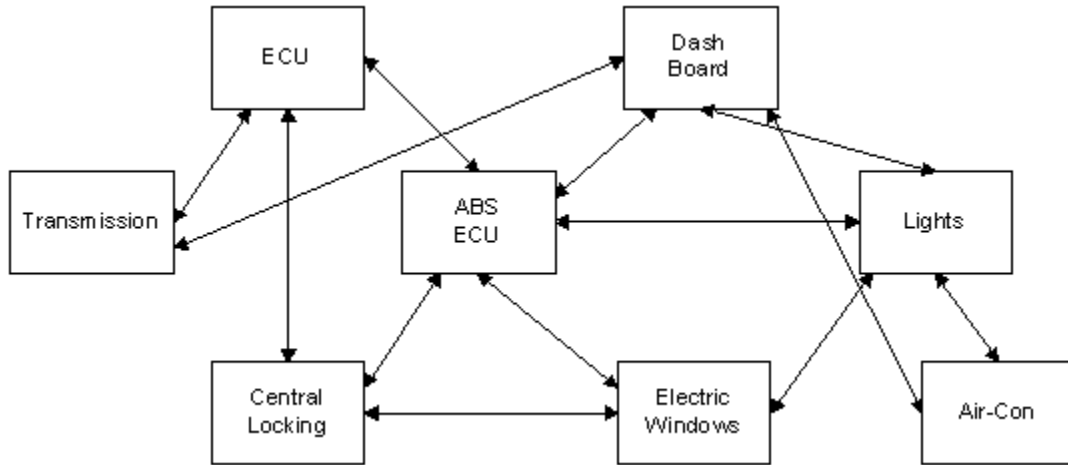 ECU
Dash
Board
Transmission
ABS
ECU
Lights
Central
Locking
Electric
Windows
Air-Con